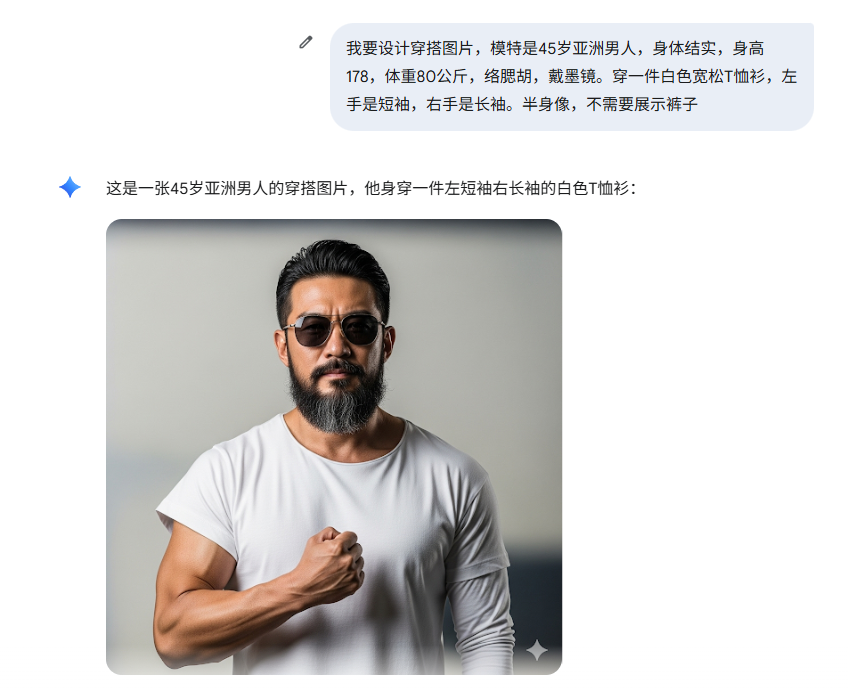 我要设计穿搭图片，模特是45岁亚洲男人，身体结实，身高
178，体重80公斤，络腮胡，戴墨镜。穿一件白色宽松T恤衫，左
手是短袖，右手是长袖。半身像，不需要展示裤子
这是一张45岁亚洲男人的穿搭图片，他身穿一件左短袖右长袖的白色T恤衫：